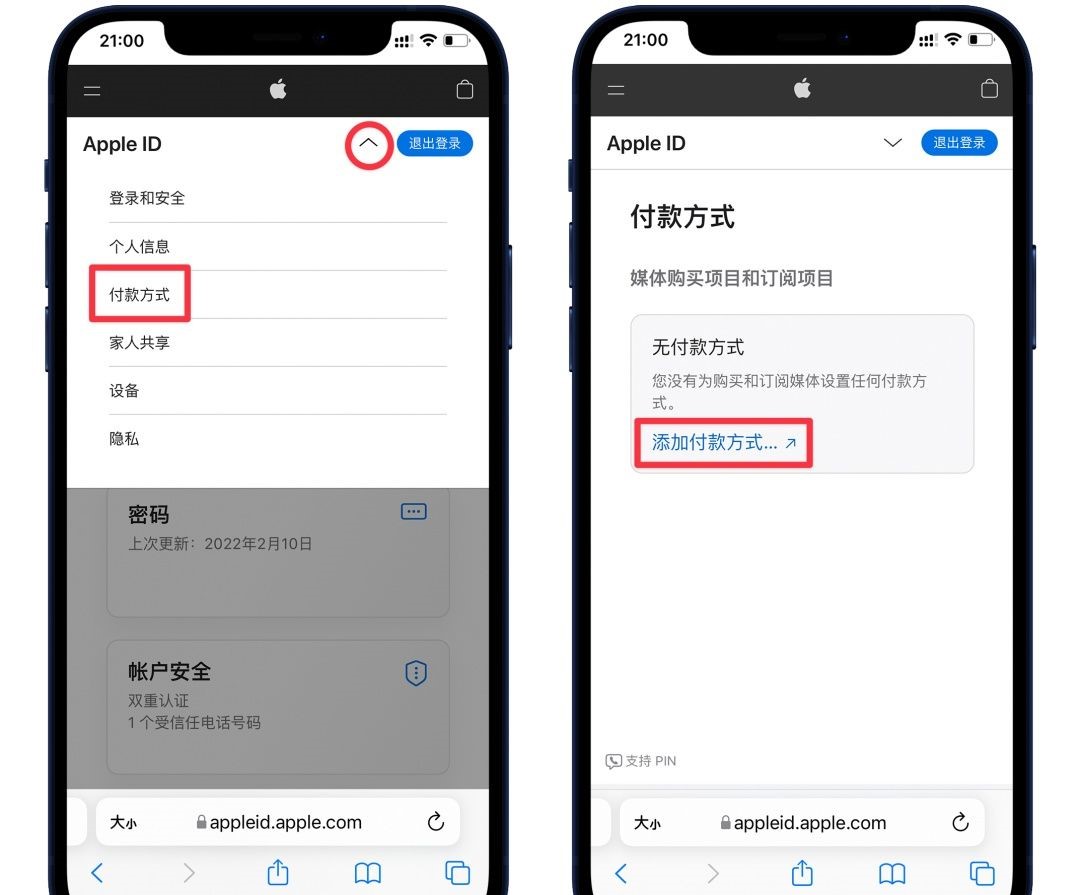 21:00
Apple ID
退出登录
登录和安全
个人信息
付款方式
家人共享
设备
隐私
密码
上次更新：2022年2月10日
帐户安全
双重认证
1 个受信任电话号码
大小
appleid.apple.com
21:00
Apple ID
退出登录
付款方式
媒体购买项目和订阅项目
无付款方式
您没有为购买和订阅媒体设置任何付款方
式。
添加付款方式... ↗
支持 PIN
大小
appleid.apple.com